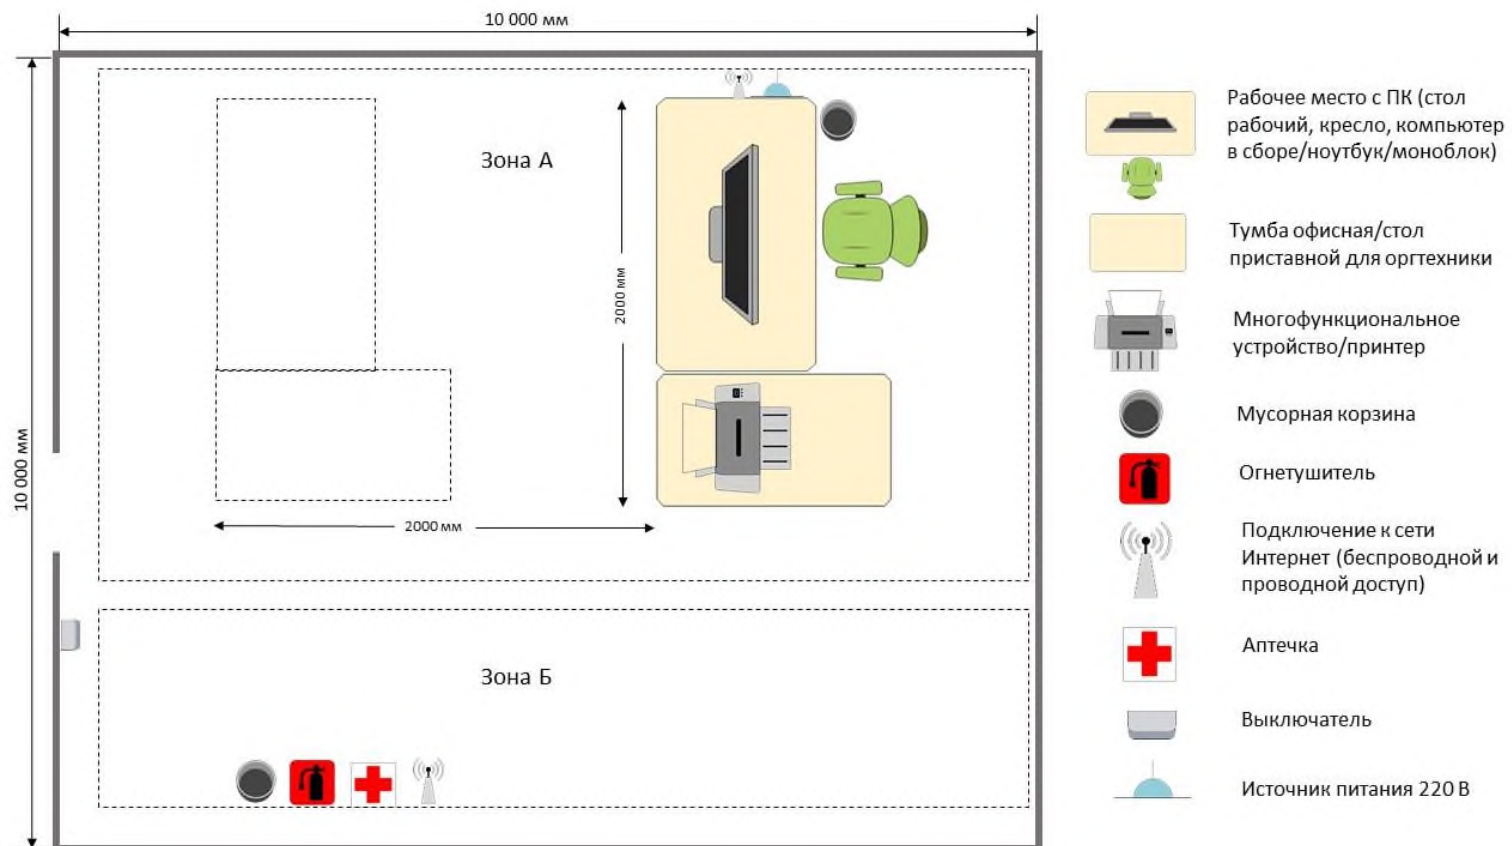 10 000 мм
10 000 мм
Зона А
2000 мм
2000 мм
Зона Б
Рабочее место с ПК (стол
рабочий, кресло, компьютер
в сборе/ноутбук/моноблок)
Тумба офисная/стол
приставной для оргтехники
Многофункциональное
устройство/принтер
Мусорная корзина
Огнетушитель
Подключение к сети
Интернет (беспроводной и
проводной доступ)
Аптечка
Выключатель
Источник питания 220 В